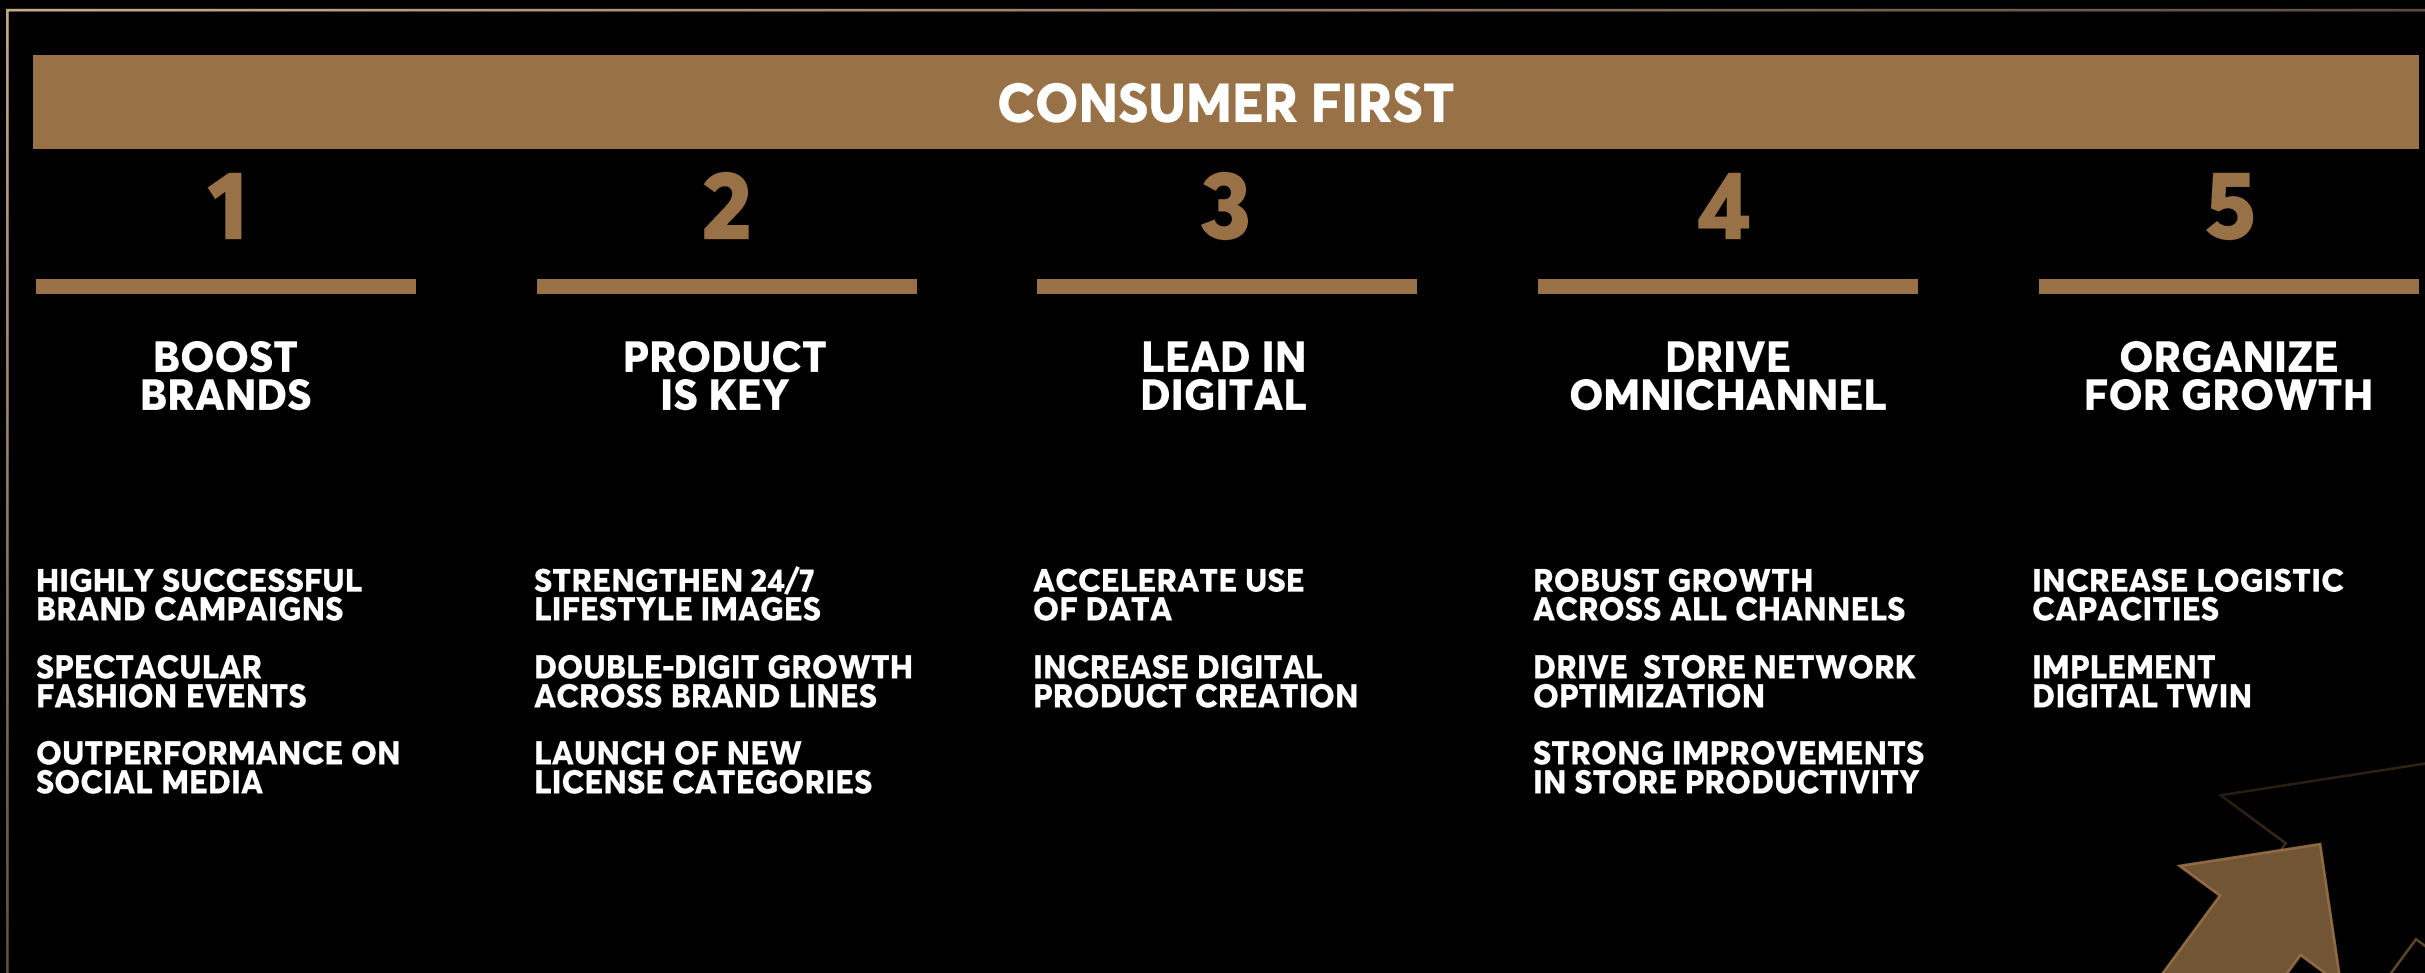 CONSUMER FIRST
1
BOOST
BRANDS
HIGHLY SUCCESSFUL
BRAND CAMPAIGNS
SPECTACULAR
FASHION EVENTS
OUTPERFORMANCE ON
SOCIAL MEDIA
2
PRODUCT
IS KEY
STRENGTHEN 24/7
LIFESTYLE IMAGES
DOUBLE-DIGIT GROWTH
ACROSS BRAND LINES
LAUNCH OF NEW
LICENSE CATEGORIES
3
LEAD IN
DIGITAL
ACCELERATE USE
OF DATA
INCREASE DIGITAL
PRODUCT CREATION
4
DRIVE
OMNICHANNEL
ROBUST GROWTH
ACROSS ALL CHANNELS
DRIVE  STORE NETWORK
OPTIMIZATION
STRONG IMPROVEMENTS
IN STORE PRODUCTIVITY
5
ORGANIZE
FOR GROWTH
INCREASE LOGISTIC
CAPACITIES
IMPLEMENT
DIGITAL TWIN